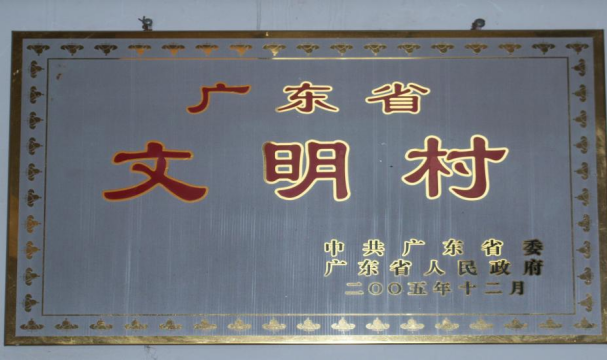 广东省
文明村
中共广东省委
广东省人民政府
二〇〇五年十二月